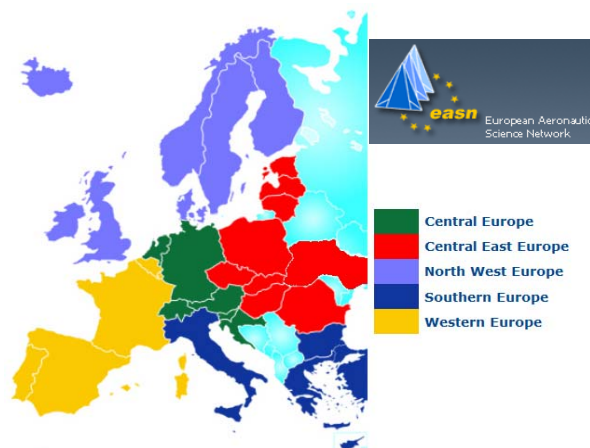 easn
European Aeronautic
Science Network
Central Europe
Central East Europe
North West Europe
Southern Europe
Western Europe